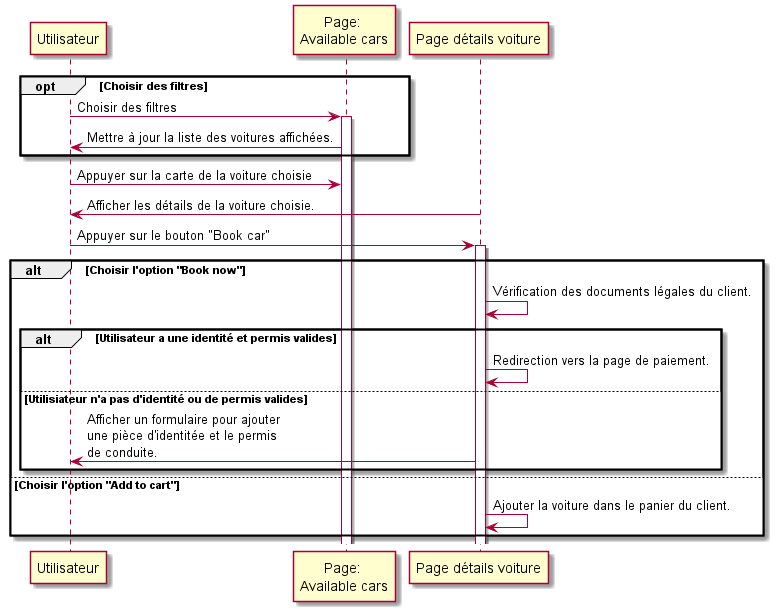 Utilisateur
Page:
Available cars
Page détails voiture
opt
[Choisir des filtres]
Choisir des filtres
Mettre à jour la liste des voitures affichées.
Appuyer sur la carte de la voiture choisie
Afficher les détails de la voiture choisie.
Appuyer sur le bouton "Book car"
alt
[Choisir l'option "Book now"]
Vérification des documents légales du client.
alt
[Utilisateur a une identité et permis valides]
Redirection vers la page de paiement.
[Utilisiateur n'a pas d'identité ou de permis valides]
Afficher un formulaire pour ajouter
une pièce d'identitée et le permis
de conduite.
[Choisir l'option "Add to cart"]
Ajouter la voiture dans le panier du client.
Utilisateur
Page:
Available cars
Page détails voiture